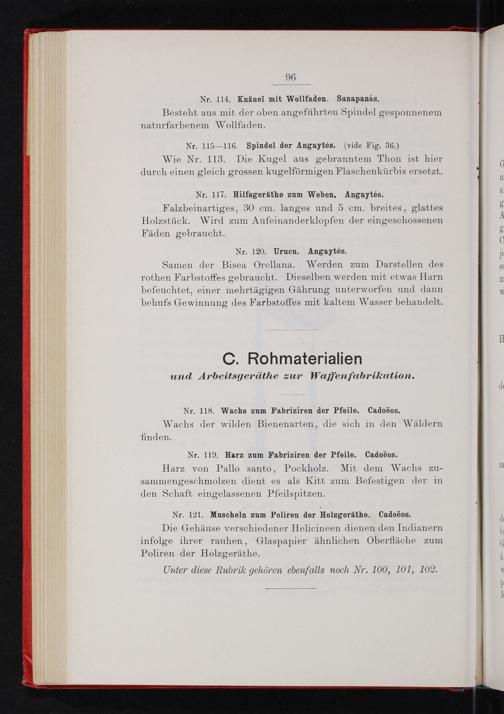 96
Nr. 114. Knäuel mit Wollfaden. Sanapanás.
Besteht aus mit der oben angeführten Spindel gesponnenem
naturfarbenem Wollfaden.
Nr. 115—116. Spindel der Angaytés. (vide Fig. 36.)
Wie Nr. 113. Die Kugel aus gebranntem Thon ist hier
durch einen gleich grossen kugelförmigen Flaschenkürbis ersetzt.
Nr. 117. Hilfsgeräthe zum Weben. Angaytés.
Falzbeinartiges, 30 cm. langes und 5 cm. breites, glattes
Holzstück. Wird zum Aufeinanderklopfen der eingeschossenen
Fäden gebraucht.
Nr. 120. Urucu. Angaytés.
Samen der Bisea Orellana. Werden zum Darstellen des
rothen Farbstoffes gebraucht. Dieselben werden mit etwas Harn
befeuchtet, einer mehrtägigen Gährung unterworfen und dann
behufs Gewinnung des Farbstoffes mit kaltem Wasser behandelt.
C. Rohmaterialien
und Arbeitsgeräthe zur Waffenfabrikation.
Nr. 118. Wachs zum Fabriziren der Pfeile. Cadoëos.
Wachs der wilden Bienenarten, die sich in den Wäldern
finden.
Nr. 119. Harz zum Fabriziren der Pfeile. Cadoëos.
Harz von Pallo santo, Pockholz. Mit dem Wachs zu-
sammengeschmolzen dient es als Kitt zum Befestigen der in
den Schaft eingelassenen Pfeilspitzen.
Nr. 121. Muscheln zum Poliren der Holzgeräthe. Cadoëos.
Die Gehäuse verschiedener Helicineen dienen den Indianern
infolge ihrer rauhen, Glaspapier ähnlichen Oberfläche zum
Poliren der Holzgeräthe.
Unter diese Rubrik gehören ebenfalls noch Nr. 100, 101, 102.